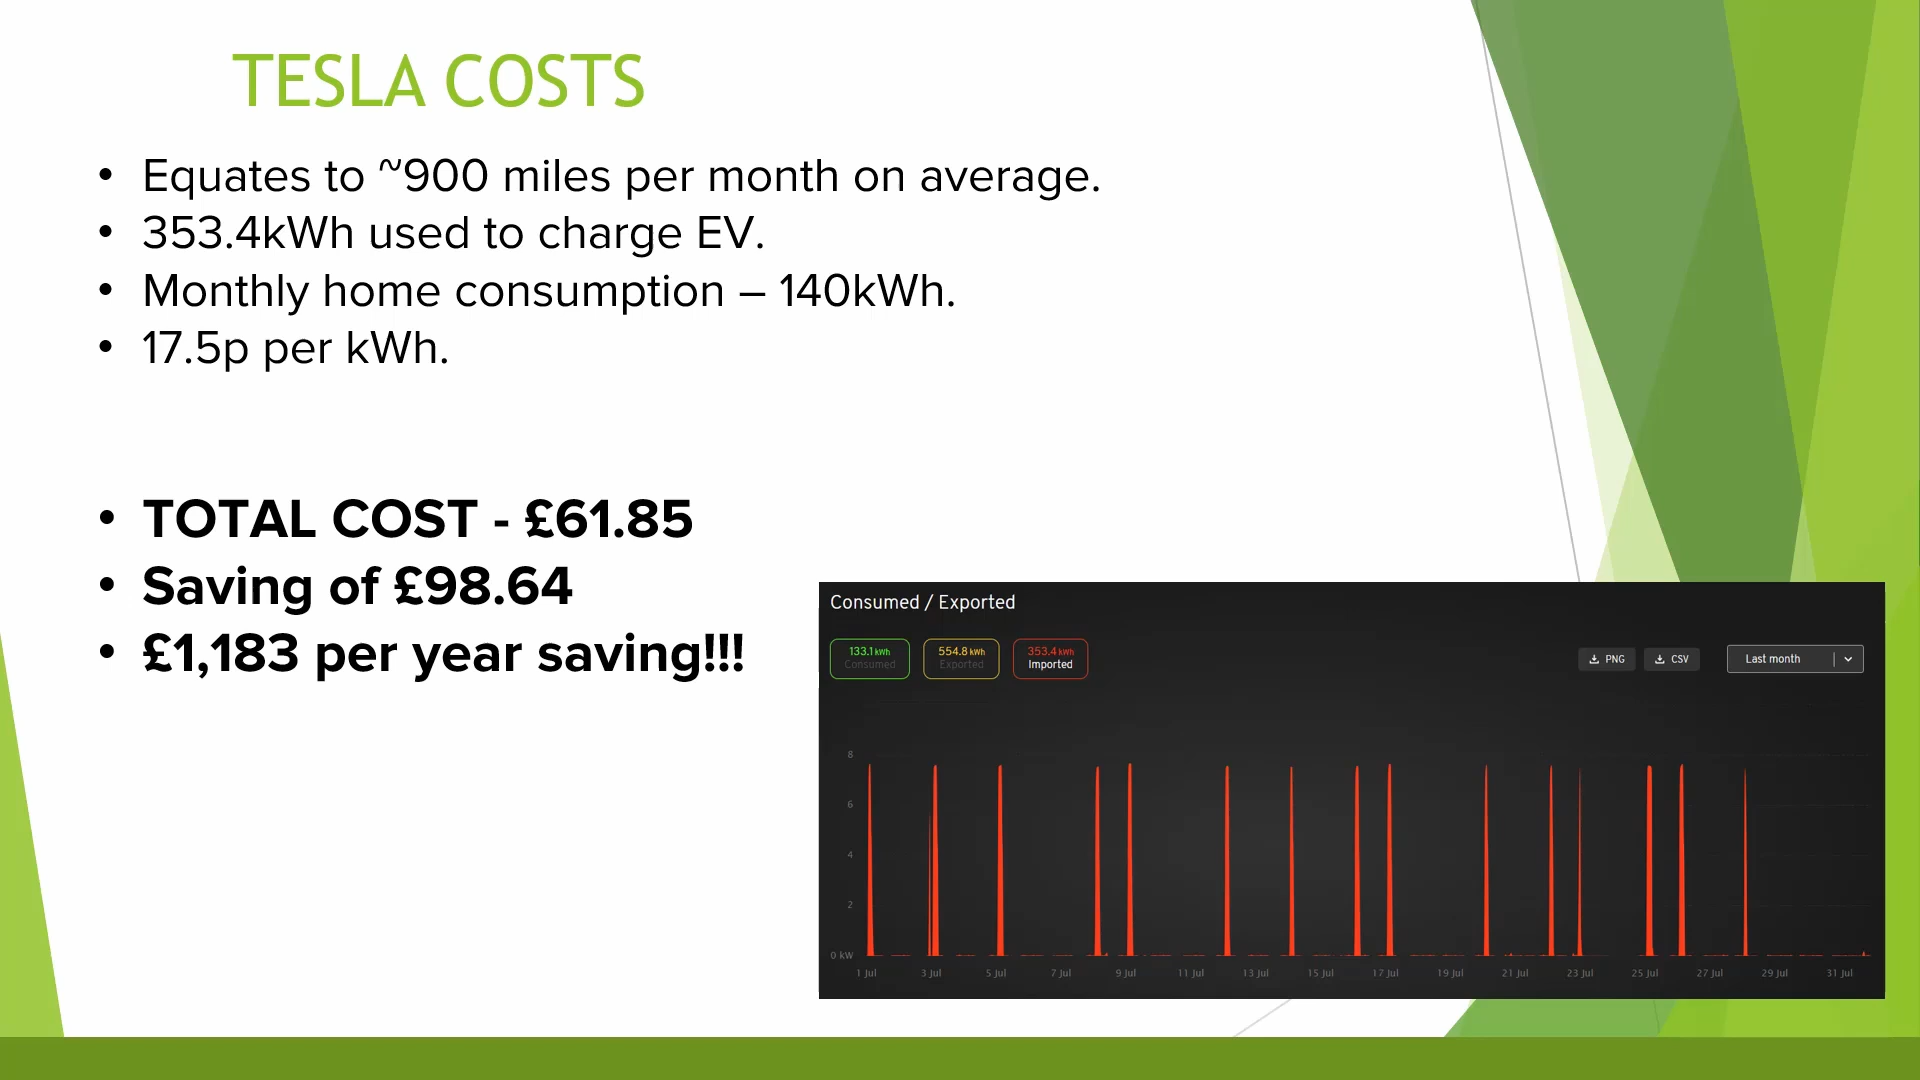 TESLA COSTS
• Equates to ~900 miles per month on average.
• 353.4kWh used to charge EV.
• Monthly home consumption – 140kWh.
• 17.5p per kWh.
• TOTAL COST - £61.85
• Saving of £98.64
• £1,183 per year saving!!!
Consumed / Exported
133.1 kWh 554.8 kWh 353.4 kWh
Consumed Exported Imported
PNG CSV Last month
8
6
4
2
0 kW
1 Jul 3 Jul 5 Jul 7 Jul 9 Jul 11 Jul 13 Jul 15 Jul 17 Jul 19 Jul 21 Jul 23 Jul 25 Jul 27 Jul 29 Jul 31 Jul